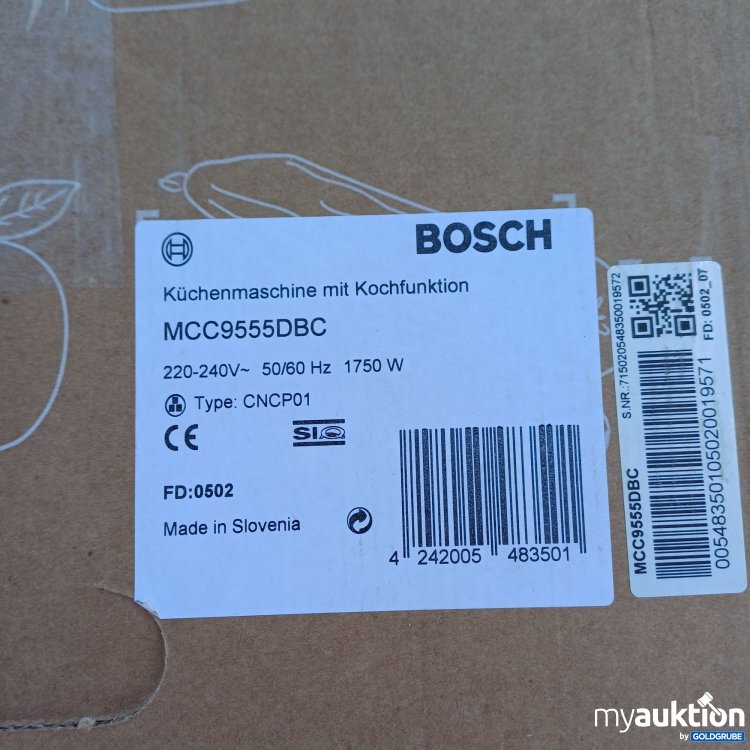 BOSCH
Küchenmaschine mit Kochfunktion
MCC9555DBC
220-240V~ 50/60 Hz 1750 W
Type: CNCP01
CE
SIQ
FD:0502
Made in Slovenia
4 242005 483501
S.NR.:715020548350019572
FD: 0502_07
MCC9555DBC
00548350105020019571
myauktion
by GOLDGRUBE